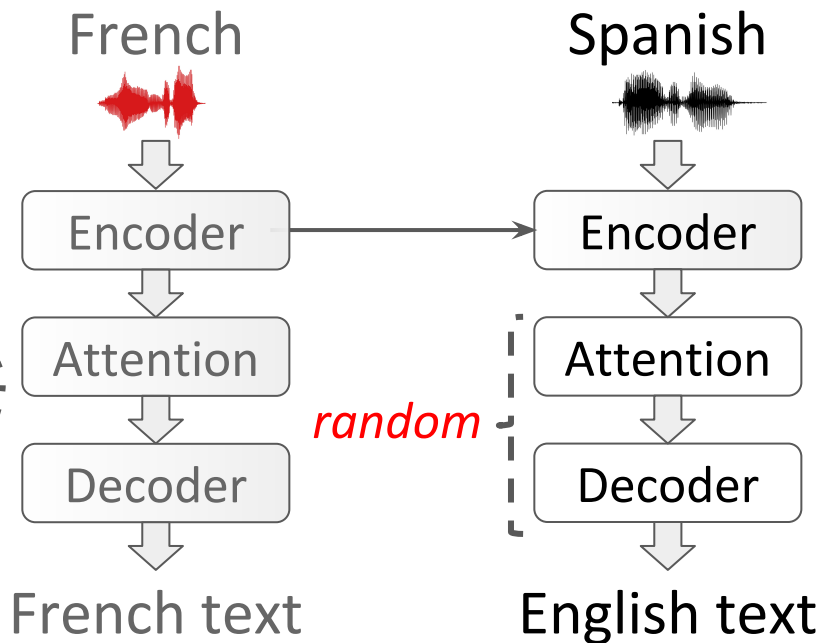 French
Spanish
Encoder
Encoder
Attention
Attention
random
Decoder
Decoder
French text
English text